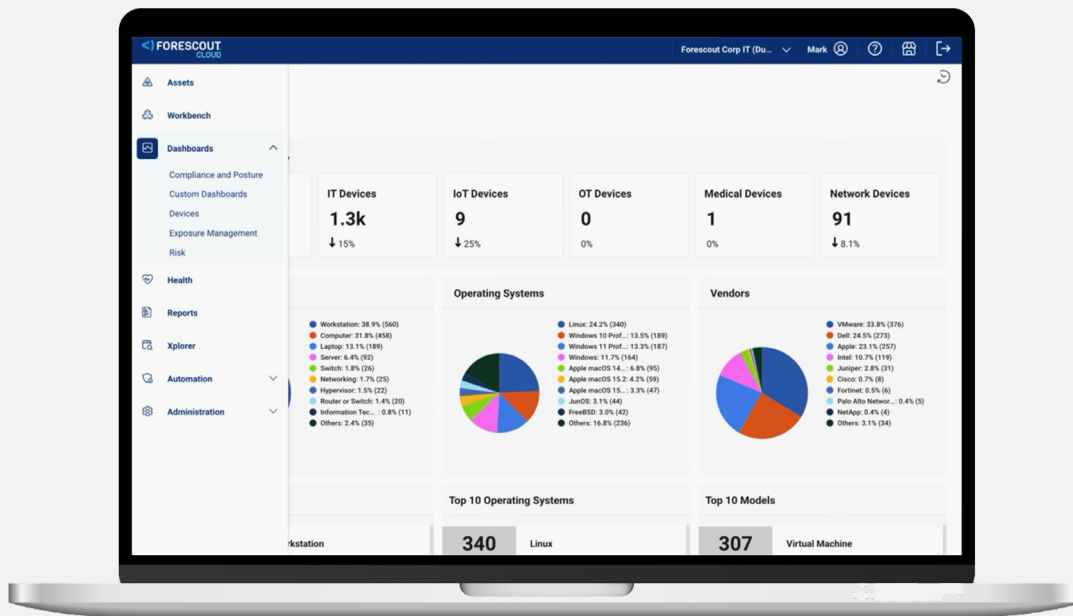 FORESCOUT
CLOUD
Forescout Corp IT (Du...
Mark
Assets
Workbench
Dashboards
Compliance and Posture
Custom Dashboards
Devices
Exposure Management
Risk
Health
Reports
Xplorer
Automation
Administration
IT Devices
1.3k
15%
IoT Devices
9
25%
OT Devices
0
0%
Medical Devices
1
0%
Network Devices
91
8.1%
Workstation: 38.9% (560)
Computer: 31.8% (458)
Laptop: 13.1% (189)
Server: 6.4% (92)
Switch: 1.8% (26)
Networking: 1.7% (25)
Hypervisor: 1.5% (22)
Router or Switch: 1.4% (20)
Information Tec... : 0.8% (11)
Others: 2.4% (35)
Operating Systems
Linux: 24.2% (340)
Windows 10 Prof...: 13.5% (189)
Windows 11 Prof...: 13.3% (187)
Windows: 11.7% (164)
Apple macOS 14... : 6.8% (95)
Apple macOS 15.2: 4.2% (59)
Apple macOS 15...: 3.3% (47)
JunOS: 3.1% (44)
FreeBSD: 3.0% (42)
Others: 16.8% (236)
Vendors
VMware: 33.8% (376)
Dell: 24.5% (273)
Apple: 23.1% (257)
Intel: 10.7% (119)
Juniper: 2.8% (31)
Cisco: 0.7% (8)
Fortinet: 0.5% (6)
Palo Alto Networ...: 0.4% (5)
NetApp: 0.4% (4)
Others: 3.1% (34)
rkstation
Top 10 Operating Systems
340 Linux
Top 10 Models
307 Virtual Machine